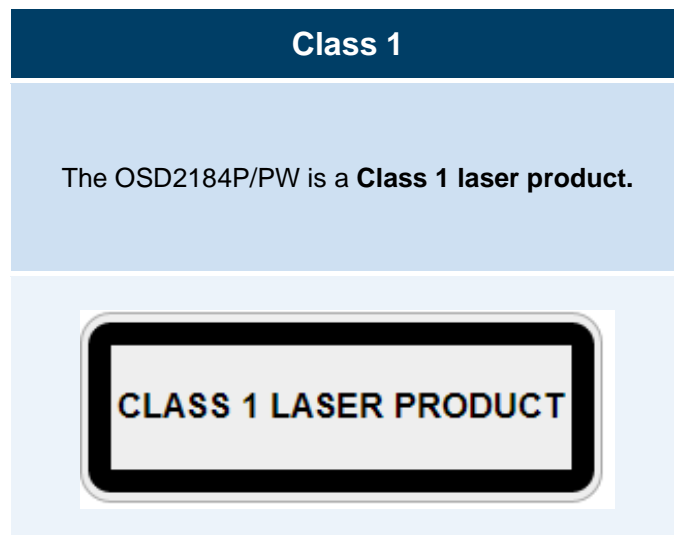 Class 1
The OSD2184P/PW is a Class 1 laser product.
CLASS 1 LASER PRODUCT